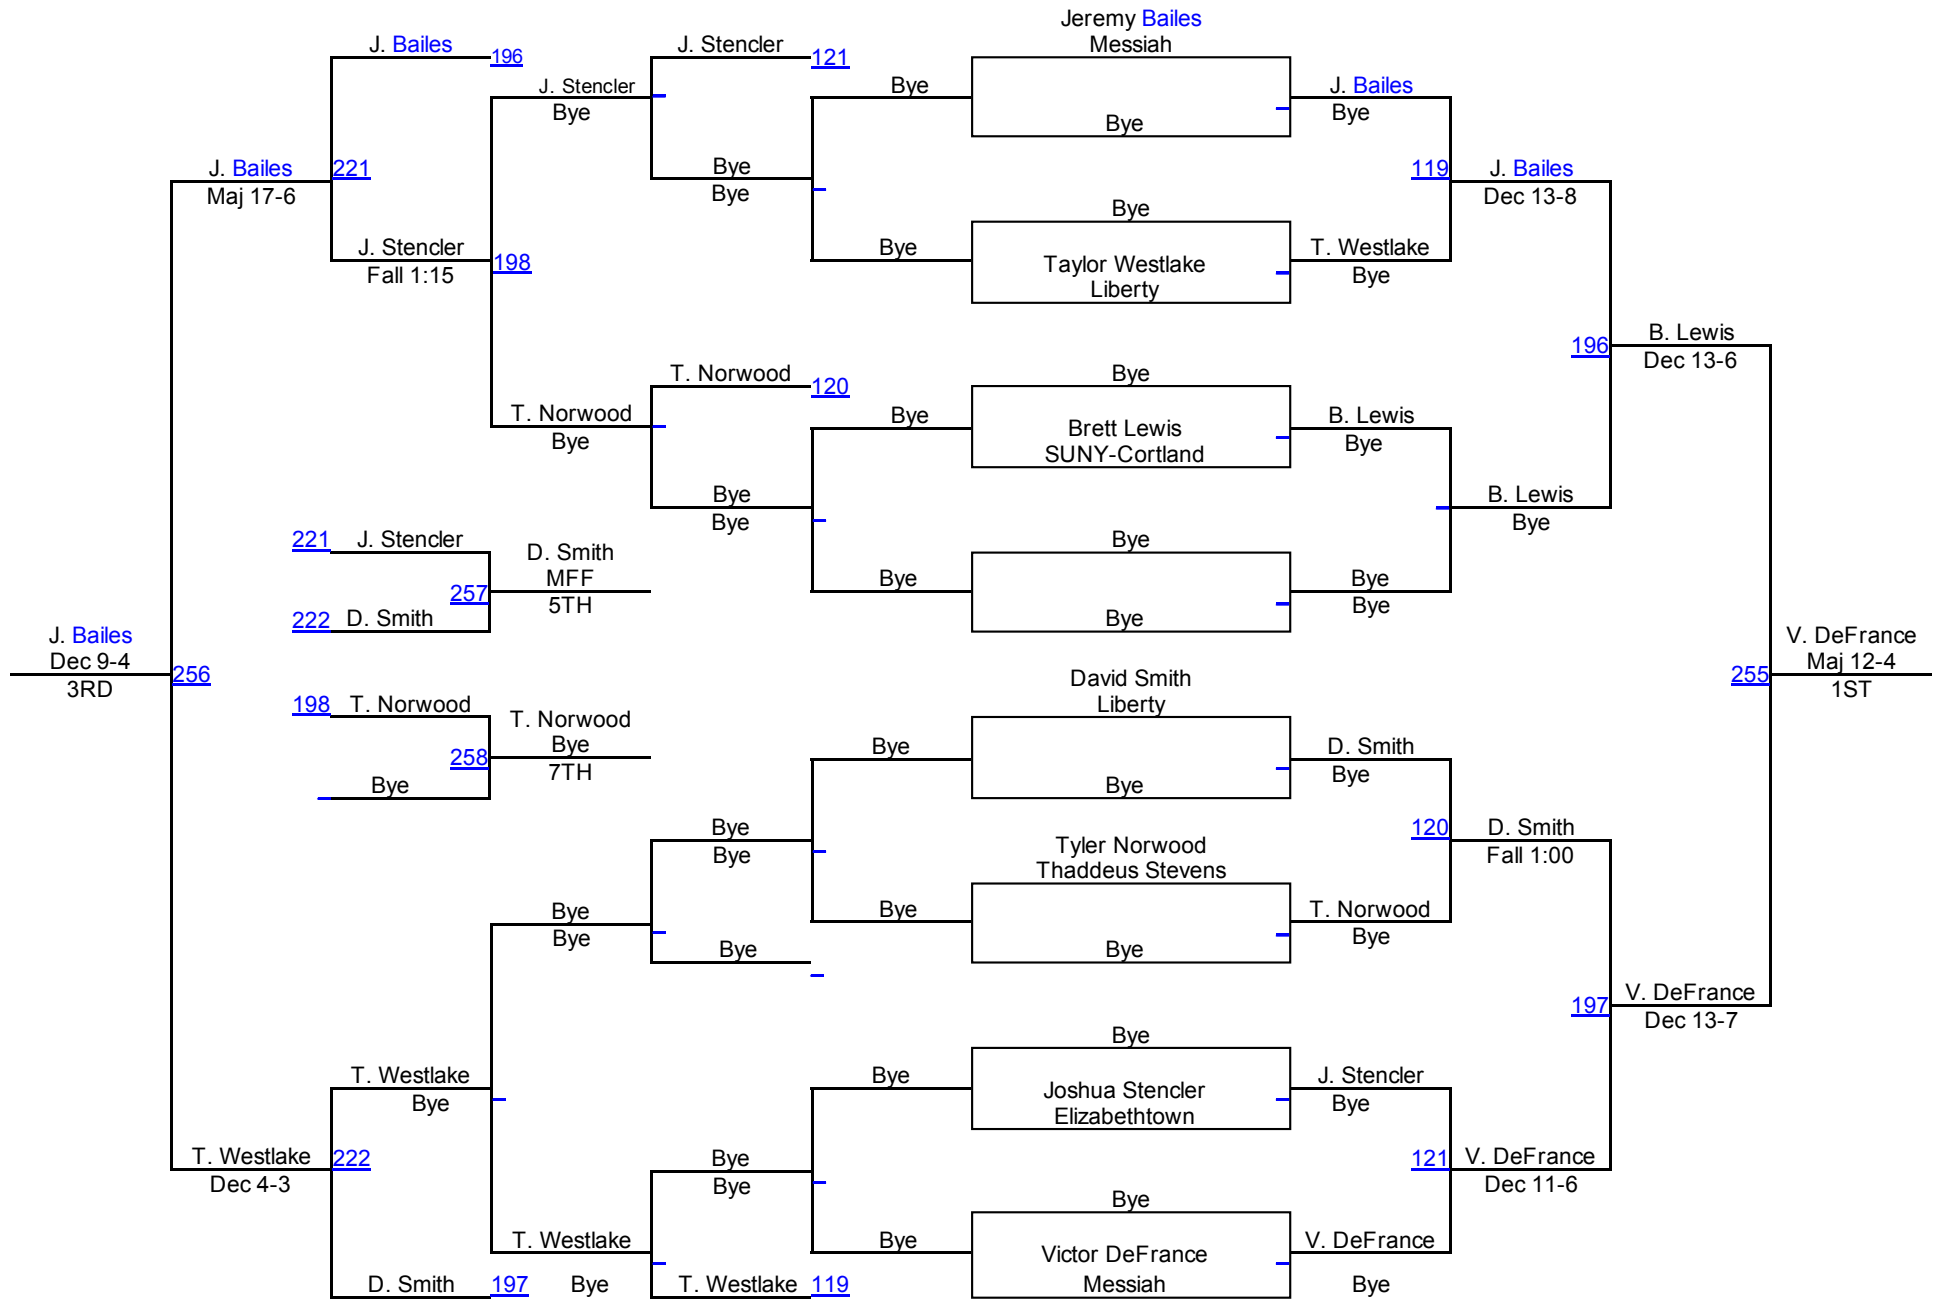 Jeremy Bailes
J. Bailes 196 J. Stencler 121 Messiah
J. Stencler Bye J. Bailes
Bye Bye Bye
J. Bailes 221 Bye 119 J. Bailes
Maj 17-6 Bye Dec 13-8
Bye
J. Stencler 198 Bye T. Westlake
Fall 1:15 Taylor Westlake Bye
Liberty
B. Lewis
196 Dec 13-6
T. Norwood 120 Bye
T. Norwood Bye B. Lewis
Bye Brett Lewis Bye
SUNY-Cortland
Bye B. Lewis
Bye Bye
221 J. Stencler D. Smith Bye
MFF Bye Bye
257 5TH Bye
222 D. Smith Bye
J. Bailes V. DeFrance
Dec 9-4 256 255 Maj 12-4
3RD 1ST
David Smith
198 T. Norwood Liberty
T. Norwood
Bye Bye D. Smith
258 7TH Bye
Bye Bye
Bye 120 D. Smith
Bye Tyler Norwood Fall 1:00
Thaddeus Stevens
Bye Bye T. Norwood
Bye Bye
Bye Bye
197 V. DeFrance
Dec 13-7
Bye
T. Westlake Bye J. Stencler
Bye Joshua Stencler Bye
Elizabethtown
T. Westlake 222 Bye 121 V. DeFrance
Dec 4-3 Bye Dec 11-6
Bye
T. Westlake Bye V. DeFrance
Victor DeFrance
D. Smith 197 Bye T. Westlake 119 Messiah Bye